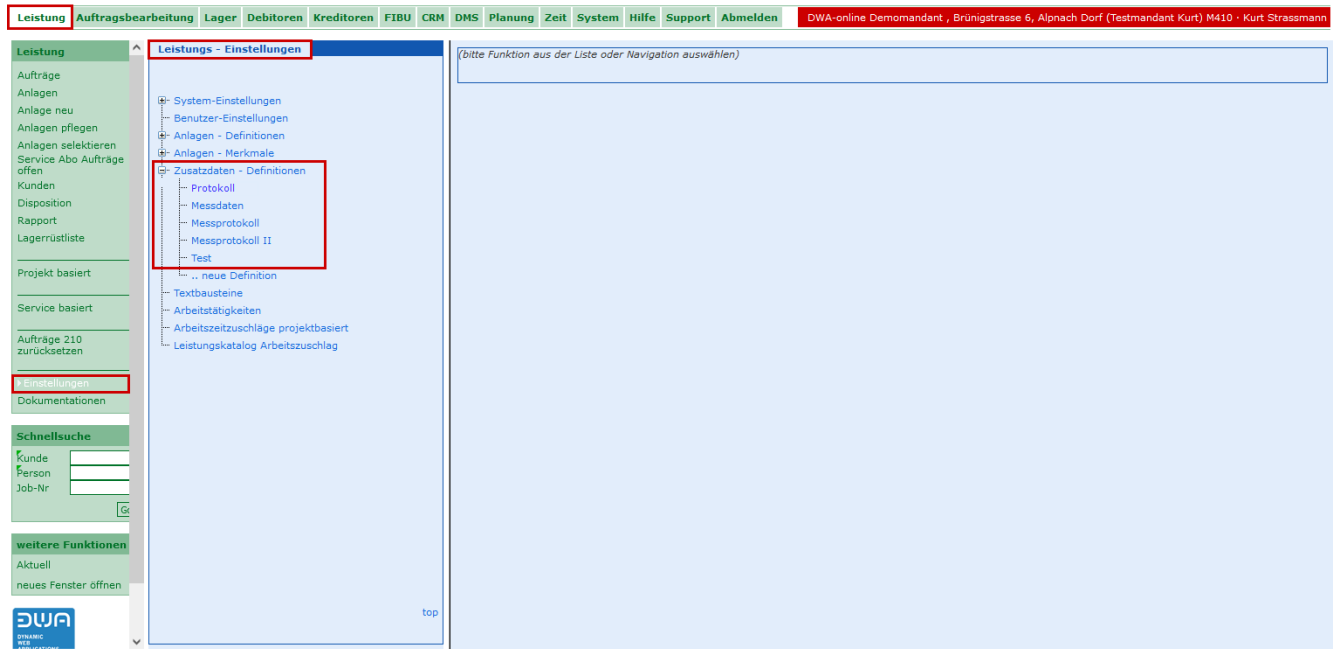 Leistung Auftragsbearbeitung Lager Debitoren Kreditoren FIBU CRM DMS Planung Zeit System Hilfe Support Abmelden DWA-online Demomandant , Brünigstrasse 6, Alpnach Dorf (Testmandant Kurt) M410 · Kurt Strassmann
Leistung
Aufträge
Anlagen
Anlage neu
Anlagen pflegen
Anlagen selektieren
Service Abo Aufträge
offen
Kunden
Disposition
Rapport
Lagerrüstliste
Projekt basiert
Service basiert
Aufträge 210
zurücksetzen
Einstellungen
Dokumentationen
Schnellsuche
Kunde
Person
Job-Nr
weitere Funktionen
Aktuell
neues Fenster öffnen
DWA
DYNAMIC
WEB
APPLICATIONS
Leistungs - Einstellungen
System-Einstellungen
Benutzer-Einstellungen
Anlagen - Definitionen
Anlagen - Merkmale
Zusatzdaten - Definitionen
Protokoll
Messdaten
Messprotokoll
Messprotokoll II
Test
.. neue Definition
Textbausteine
Arbeitstätigkeiten
Arbeitszeitzuschläge projektbasiert
Leistungskatalog Arbeitszuschlag
top
(bitte Funktion aus der Liste oder Navigation auswählen)